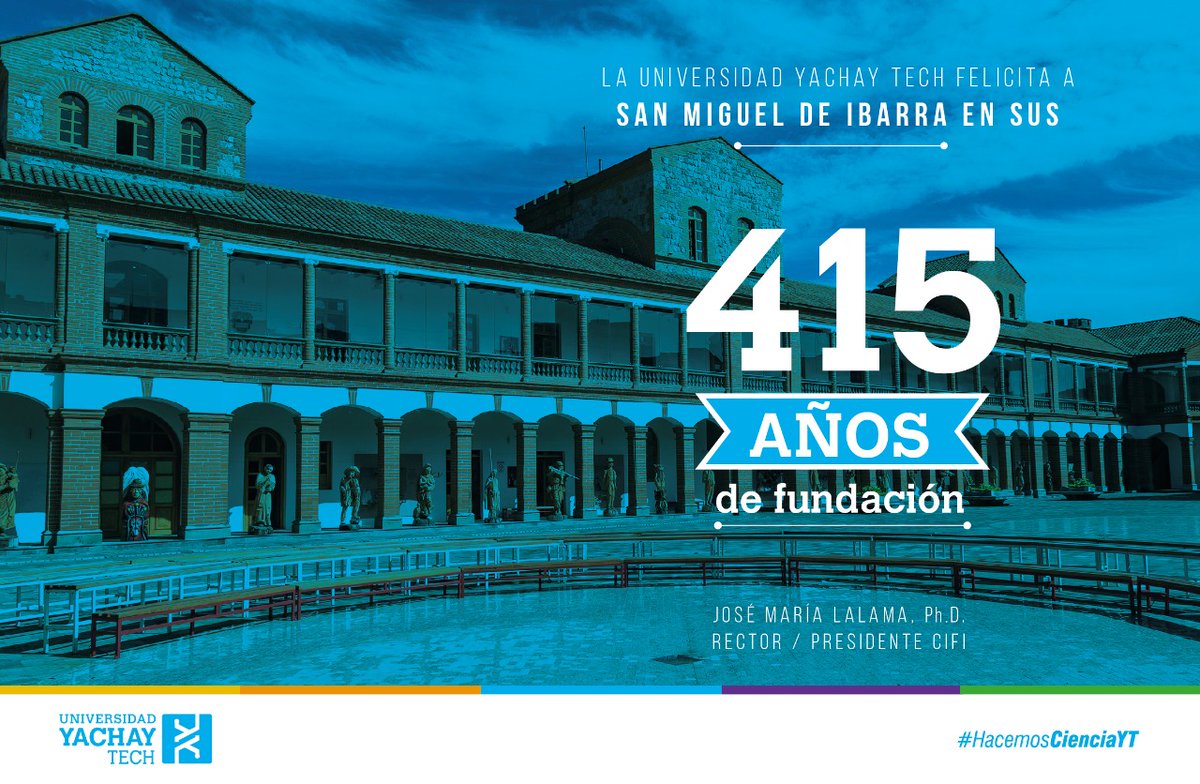 LA UNIVERSIDAD YACHAY TECH FELICITA A
SAN MIGUEL DE IBARRA EN SUS
415
AÑOS
de fundación
JOSÉ MARÍA LALAMA, Ph.D.
RECTOR / PRESIDENTE CIFI
UNIVERSIDAD
YACHAY
TECH
#HacemosCienciaYT